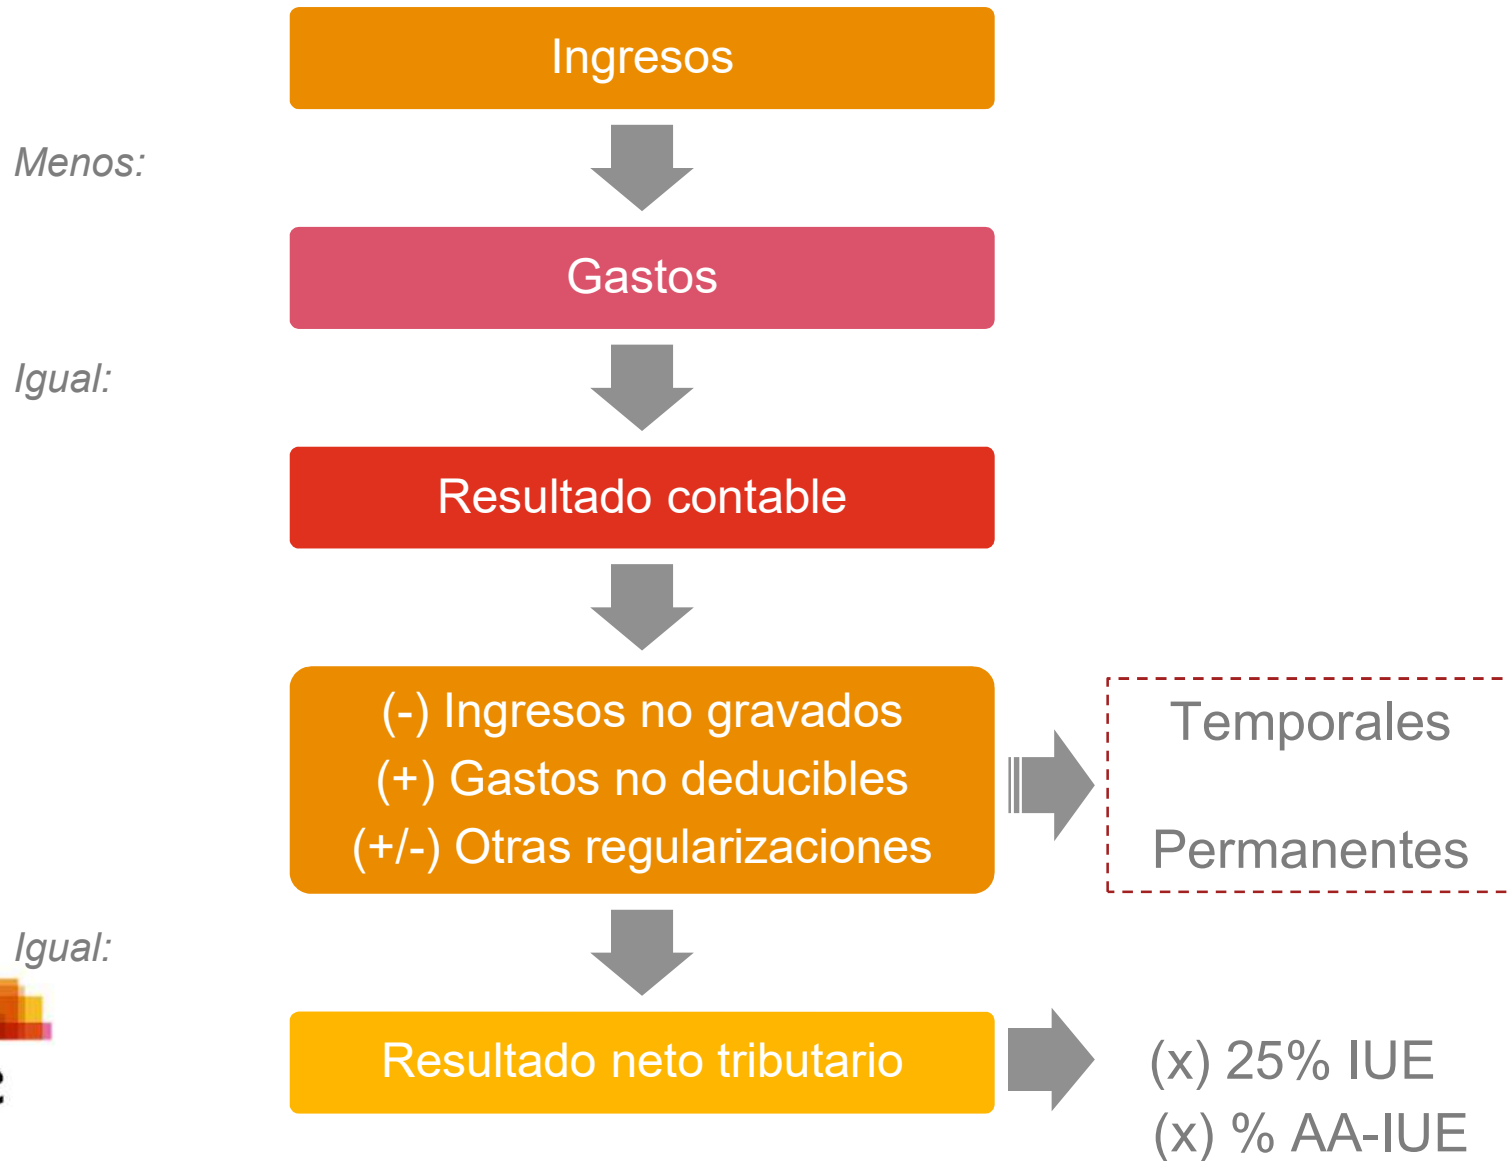 Ingresos
Menos:
Gastos
Igual:
Resultado contable
(-) Ingresos no gravados
(+) Gastos no deducibles
(+/-) Otras regularizaciones
Temporales
Permanentes
Igual:
Resultado neto tributario
(x) 25% IUE
(x) % AA-IUE